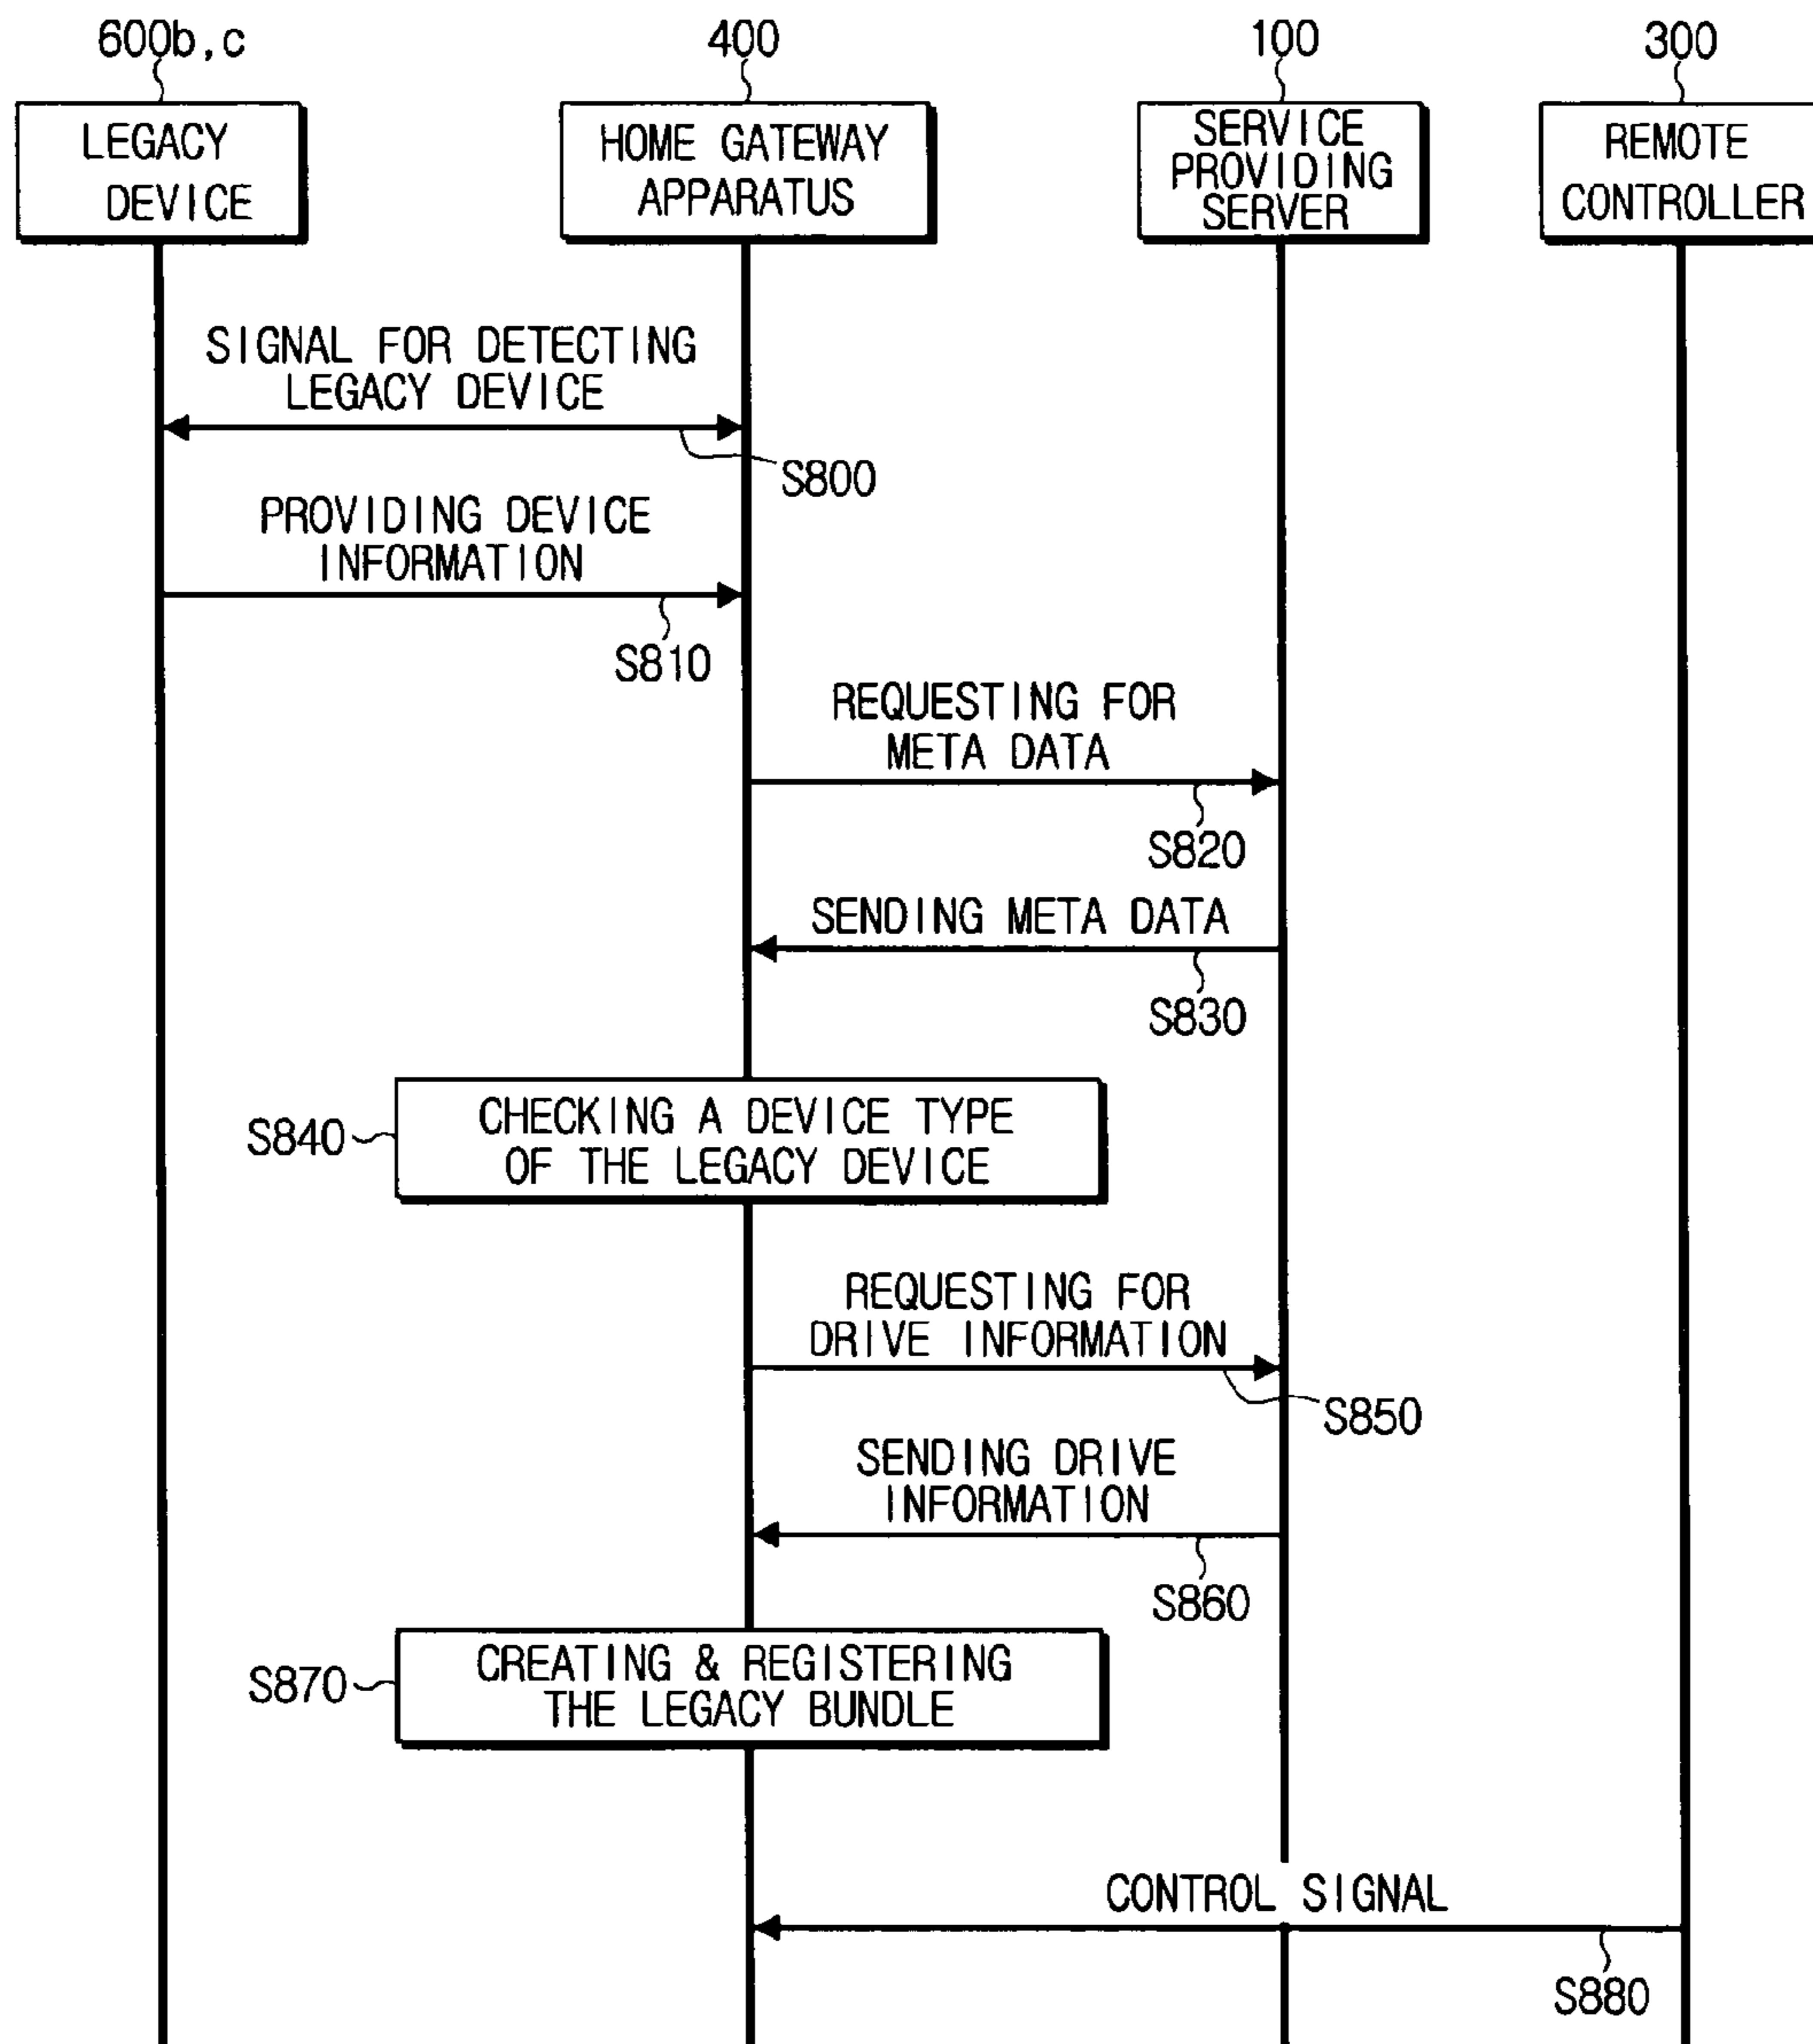 600b,c
400
100
300
LEGACY
DEVICE
HOME GATEWAY
APPARATUS
SERVICE
PROVIDING
SERVER
REMOTE
CONTROLLER
SIGNAL FOR DETECTING
LEGACY DEVICE
S800
PROVIDING DEVICE
INFORMATION
S810
REQUESTING FOR
META DATA
S820
SENDING META DATA
S830
S840
CHECKING A DEVICE TYPE
OF THE LEGACY DEVICE
REQUESTING FOR
DRIVE INFORMATION
S850
SENDING DRIVE
INFORMATION
S860
S870
CREATING & REGISTERING
THE LEGACY BUNDLE
CONTROL SIGNAL
S880